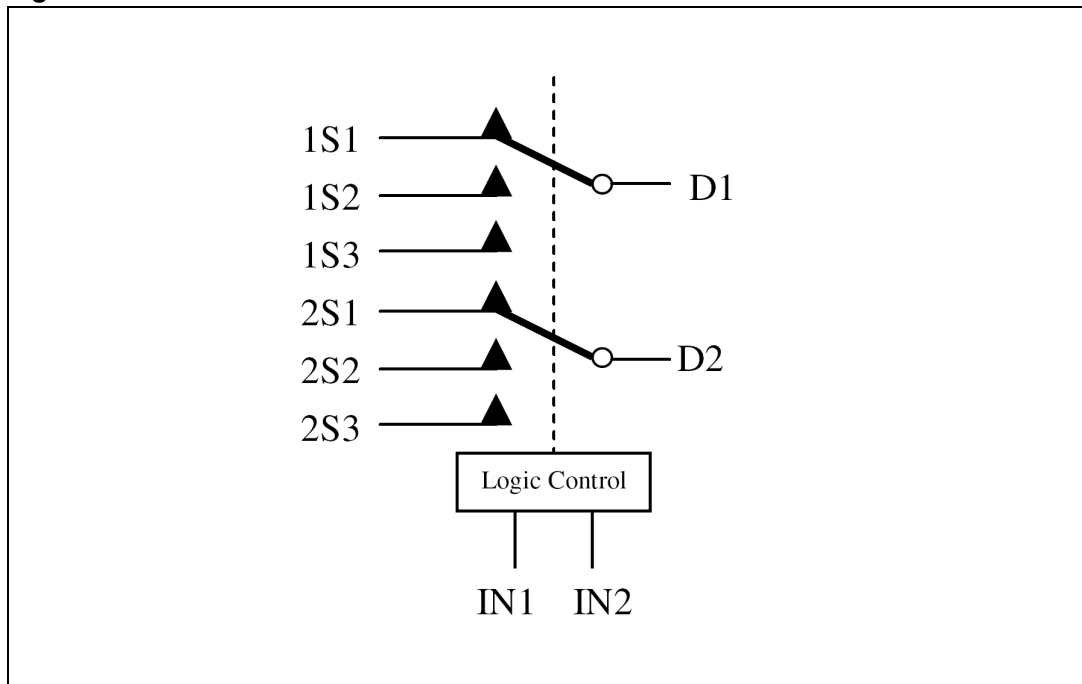 1S1
D1
1S2
1S3
2S1
D2
2S2
2S3
Logic Control
IN1 IN2